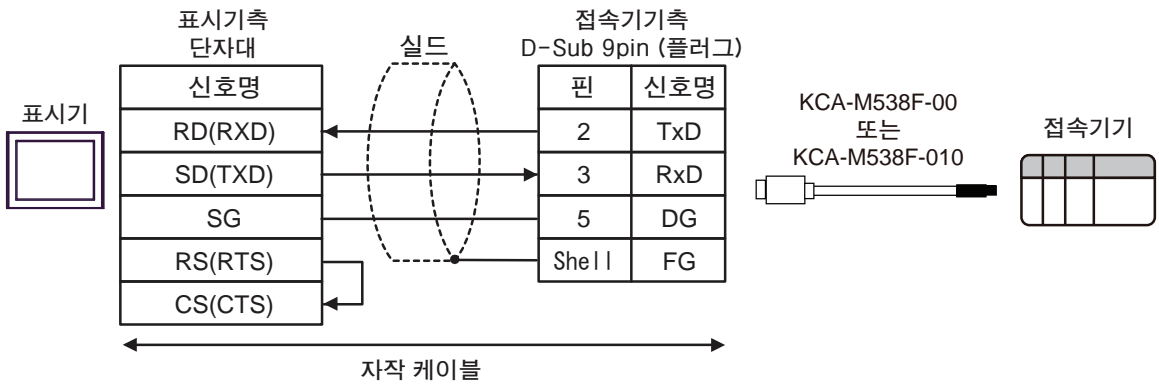 표시기측
단자대
실드
접속기기측
D-Sub 9pin (플러그)
표시기
신호명
RD(RXD)
SD(TXD)
SG
RS(RTS)
CS(CTS)
핀 신호명
2 TxD
3 RxD
5 DG
Shell FG
KCA-M538F-00
또는
KCA-M538F-010
접속기기
자작 케이블